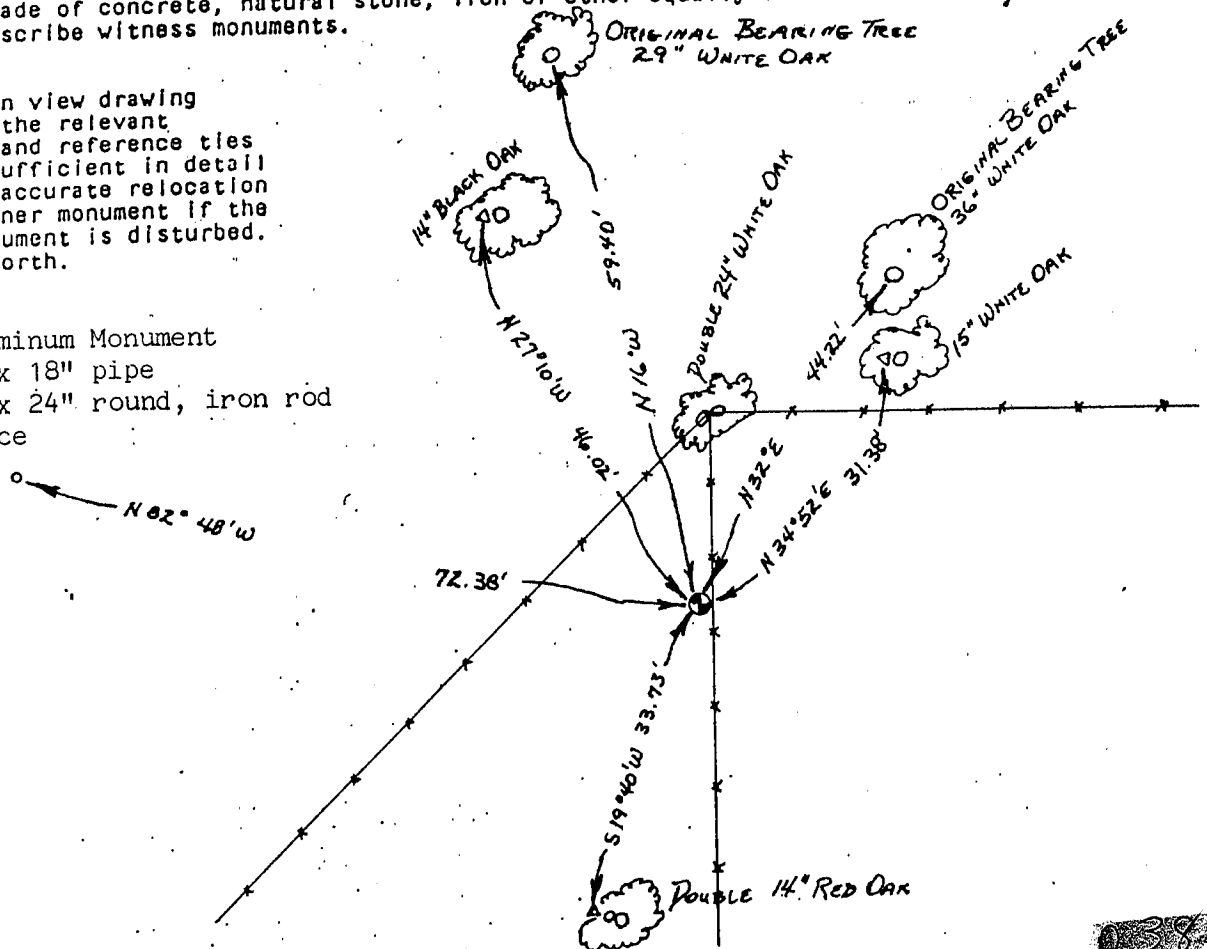 ade of concrete, natural stone, iron or other equally
scribe witness monuments.
n view drawing
the relevant
and reference ties
ufficient in detail
accurate relocation
ner monument if the
ument is disturbed.
orth.
minum Monument
x 18" pipe
x 24" round, iron rod
ce
ORIGINAL BEARING TREE
29" WHITE OAK
14" BLACK OAK
59.40'
N 16° W
N 27° 10' W
46.02'
DOUBLE 24" WHITE OAK
ORIGINAL BEARING TREE
36" WHITE OAK
44.22'
N 32° E
15" WHITE OAK
N 34° 52' E 31.38'
N 82° 48' W
72.38'
S 19° 40' W 33.73'
DOUBLE 14" RED OAK